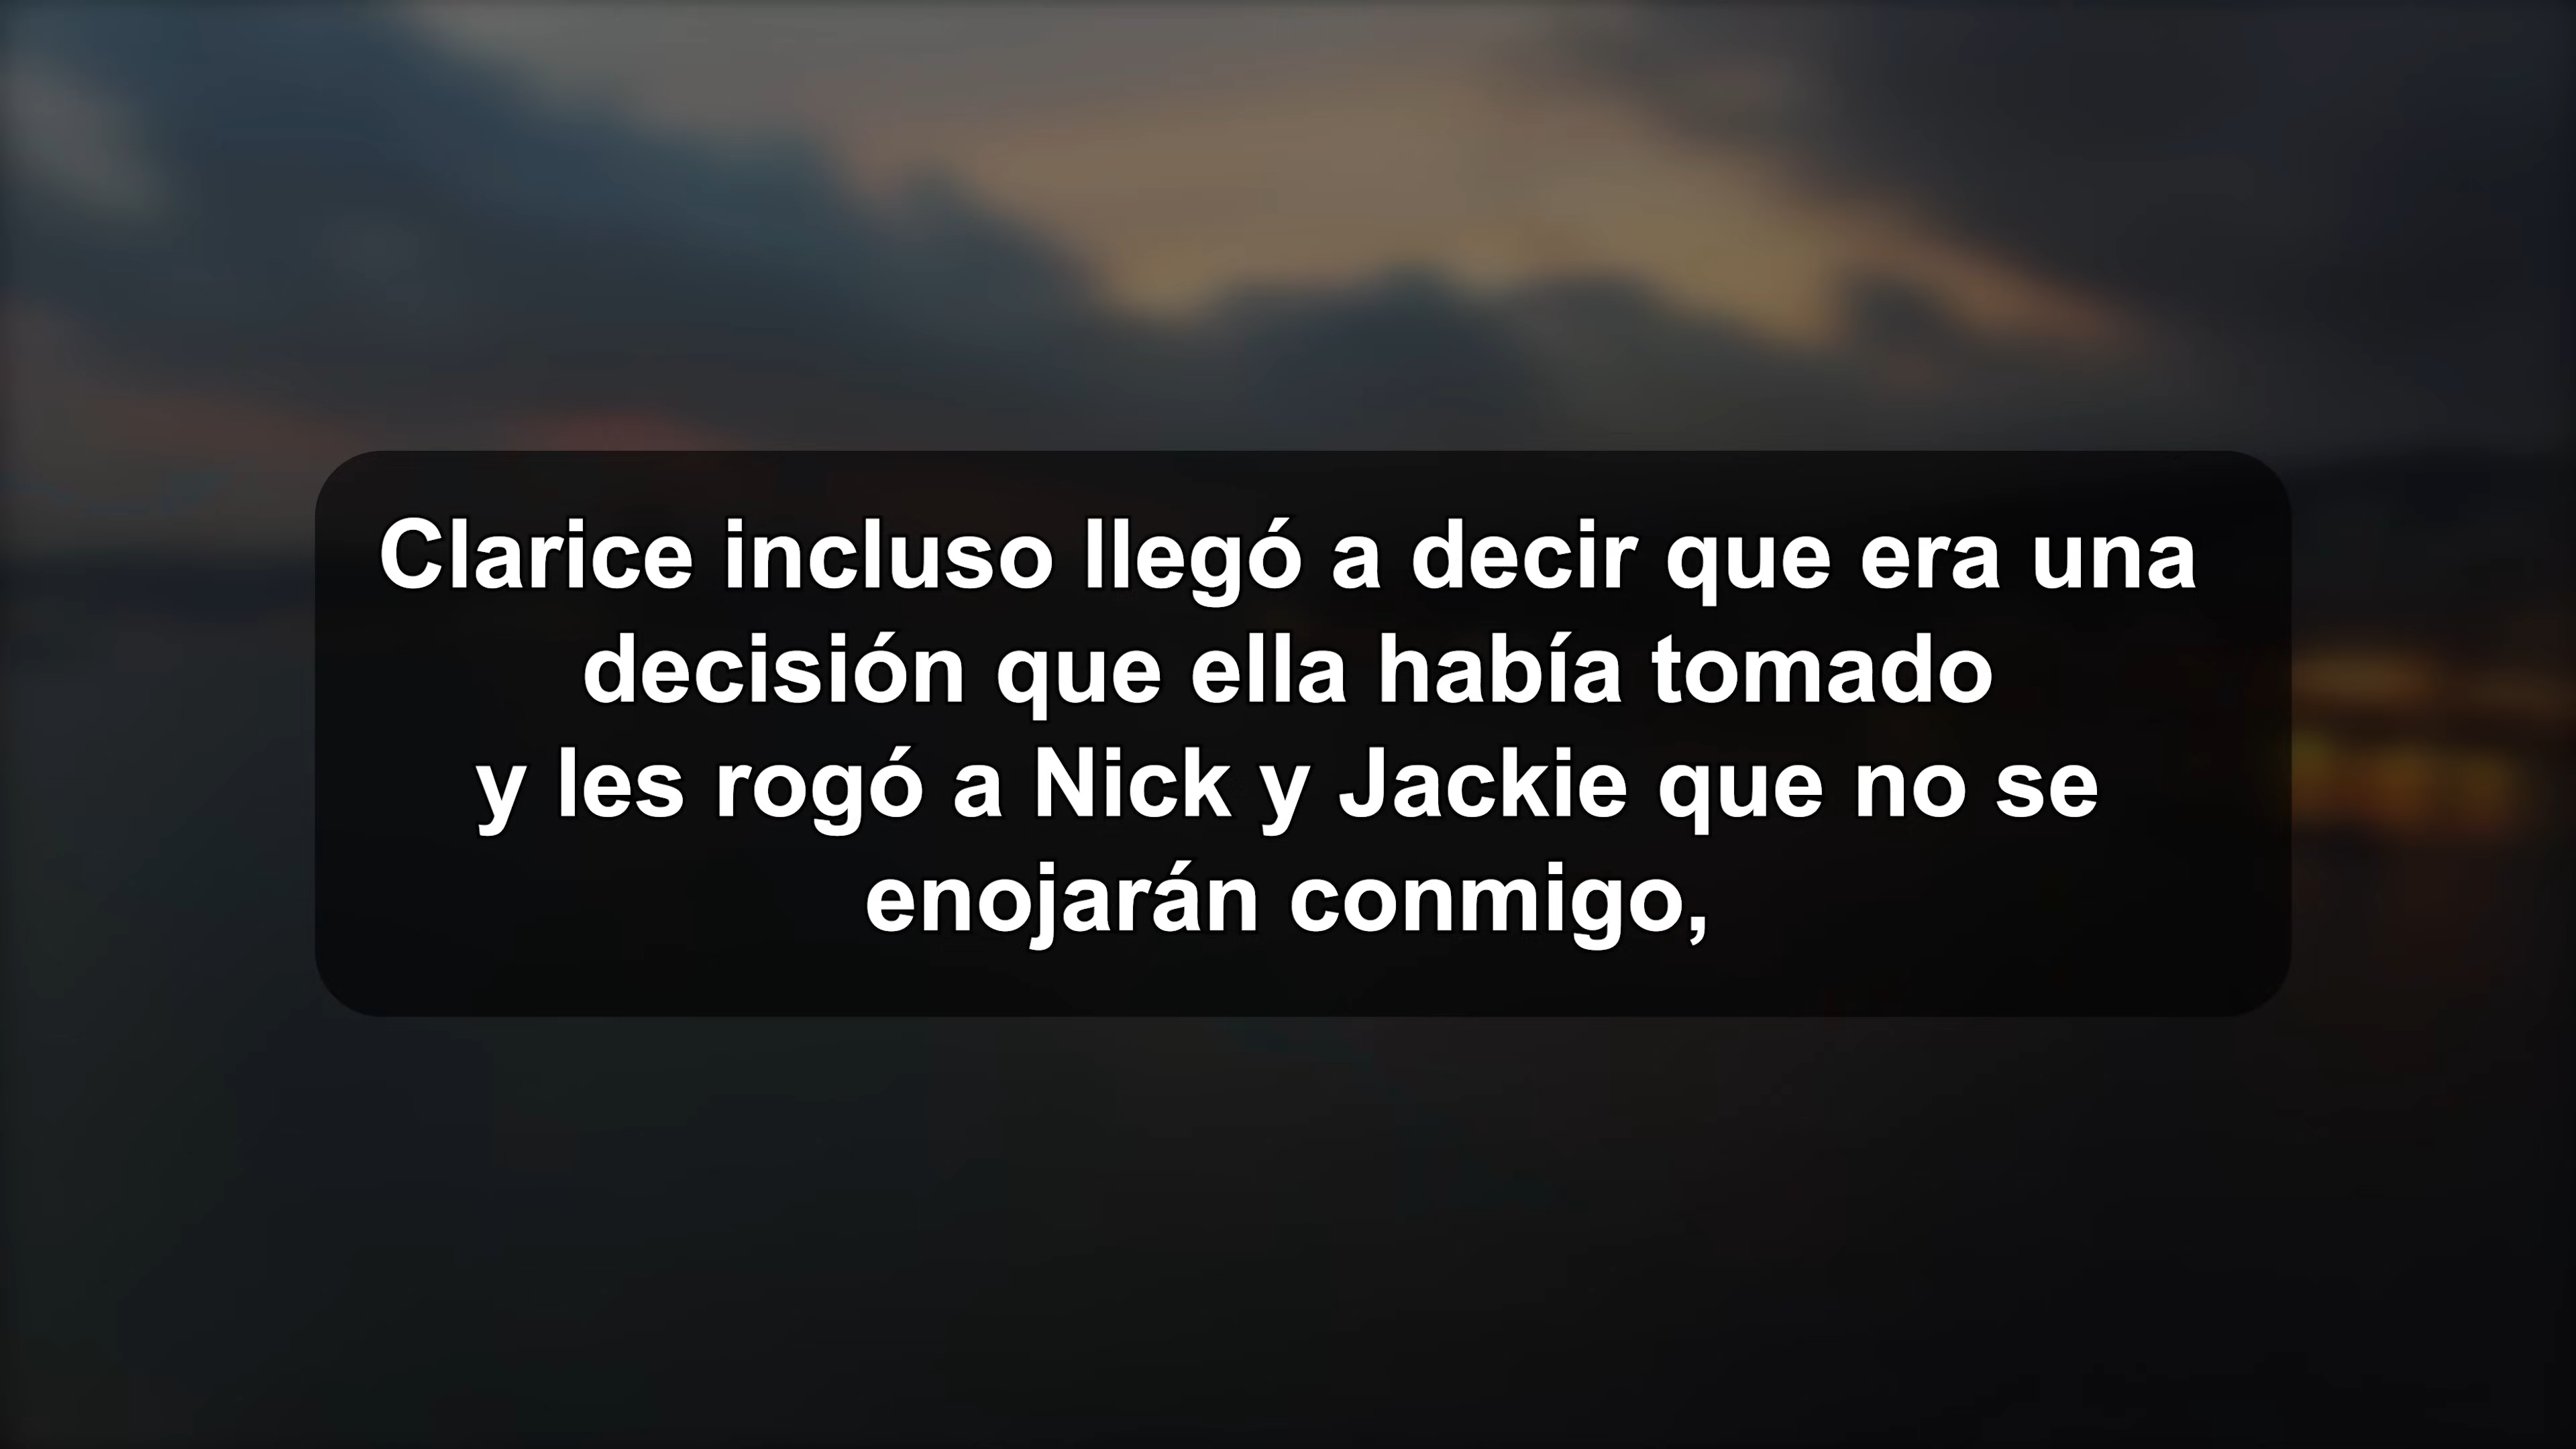 Clarice incluso llegó a decir que era una
decisión que ella había tomado
y les rogó a Nick y Jackie que no se
enojarán conmigo,